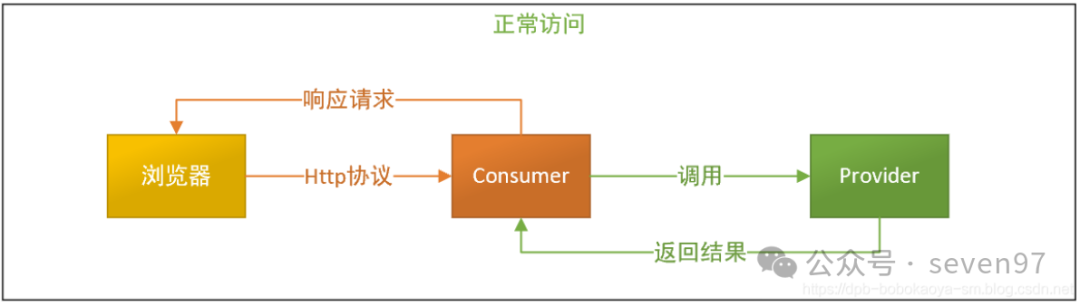 正常访问
响应请求
浏览器
Http协议
Consumer
调用
Provider
返回结果
公众号 · seven97
https://dpb-bobokaoya-sm.blog.csdn.net